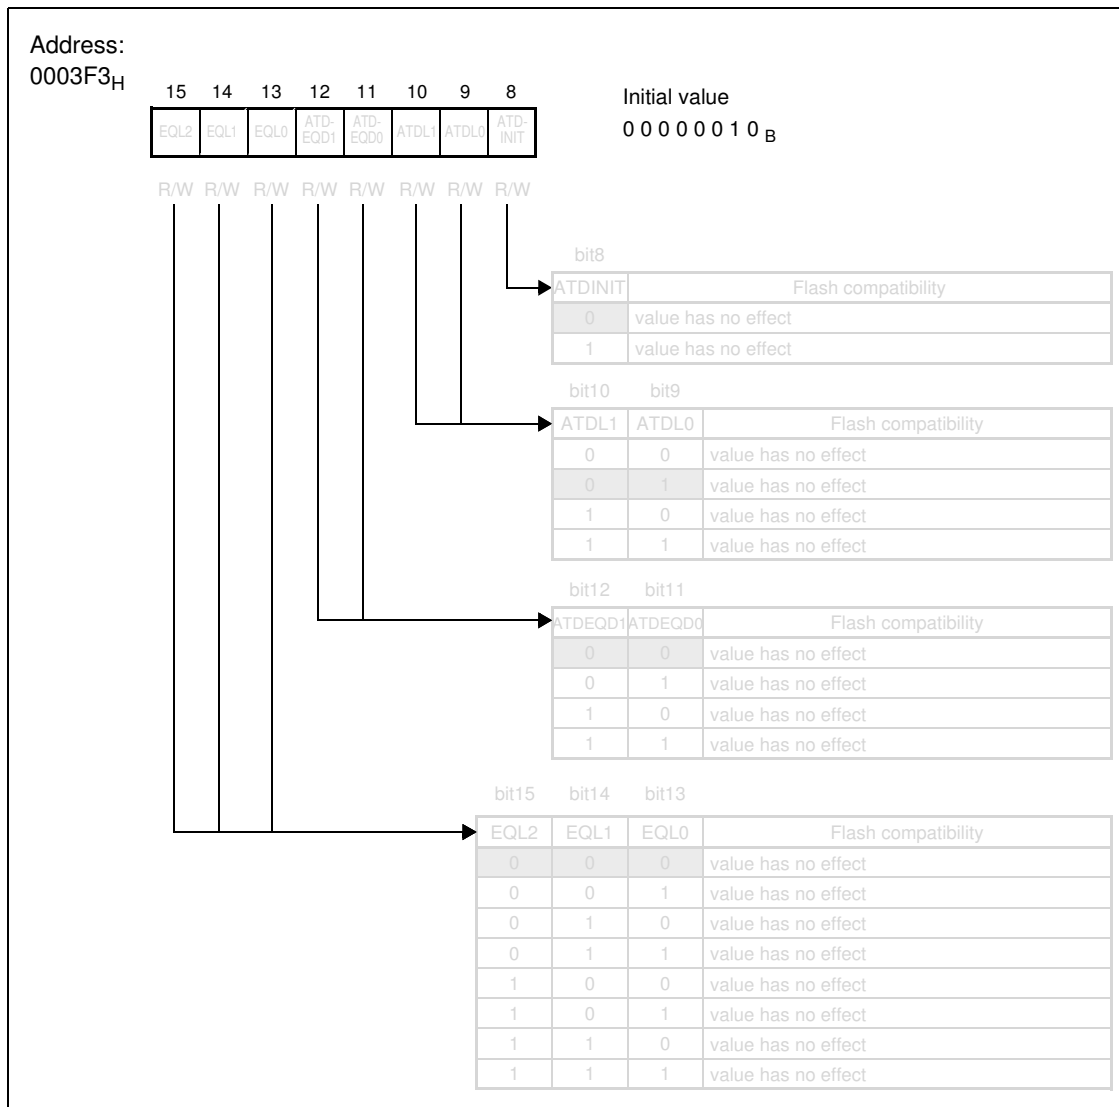 Address:
0003F3H
15 14 13 12 11 10 9 8
Initial value
0 0 0 0 0 0 1 0 B
EQL2 EQL1 EQL0 ATD-EQD1 ATD-EQD0 ATDL1 ATDL0 ATD-INIT
R/W R/W R/W R/W R/W R/W R/W R/W
bit8
ATDINIT Flash compatibility
0 value has no effect
1 value has no effect
bit10 bit9
ATDL1 ATDL0 Flash compatibility
0 0 value has no effect
0 1 value has no effect
1 0 value has no effect
1 1 value has no effect
bit12 bit11
ATDEQD1 ATDEQD0 Flash compatibility
0 0 value has no effect
0 1 value has no effect
1 0 value has no effect
1 1 value has no effect
bit15 bit14 bit13
EQL2 EQL1 EQL0 Flash compatibility
0 0 0 value has no effect
0 0 1 value has no effect
0 1 0 value has no effect
0 1 1 value has no effect
1 0 0 value has no effect
1 0 1 value has no effect
1 1 0 value has no effect
1 1 1 value has no effect